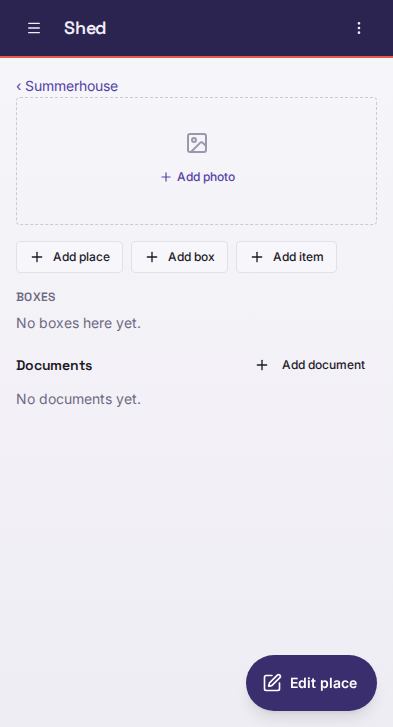 Shed
‹ Summerhouse
Add photo
Add place
Add box
Add item
BOXES
No boxes here yet.
Documents
Add document
No documents yet.
Edit place